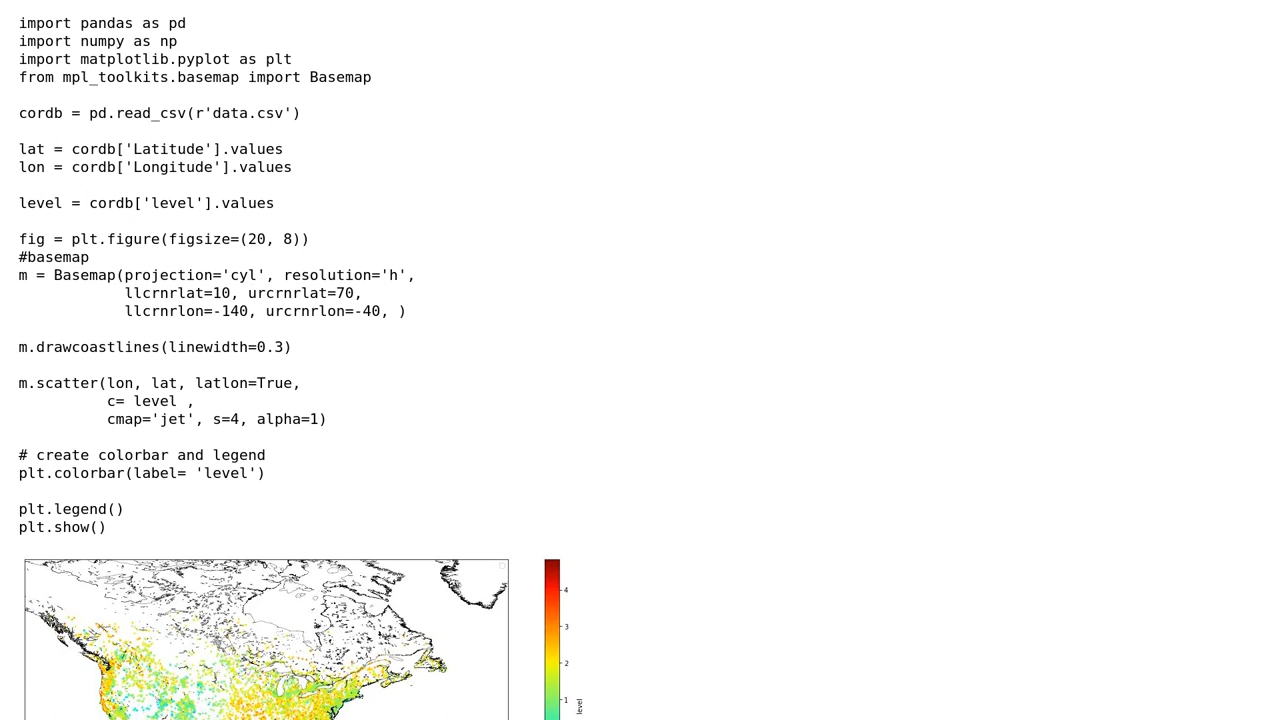 import pandas as pd
import numpy as np
import matplotlib.pyplot as plt
from mpl_toolkits.basemap import Basemap

cordb = pd.read_csv(r'data.csv')

lat = cordb['Latitude'].values
lon = cordb['Longitude'].values

level = cordb['level'].values

fig = plt.figure(figsize=(20, 8))
#basemap
m = Basemap(projection='cyl', resolution='h',
            llcrnrlat=10, urcrnrlat=70,
            llcrnrlon=-140, urcrnrlon=-40, )

m.drawcoastlines(linewidth=0.3)

m.scatter(lon, lat, latlon=True,
          c= level ,
          cmap='jet', s=4, alpha=1)

# create colorbar and legend
plt.colorbar(label= 'level')

plt.legend()
plt.show()

4
3
2
1
level